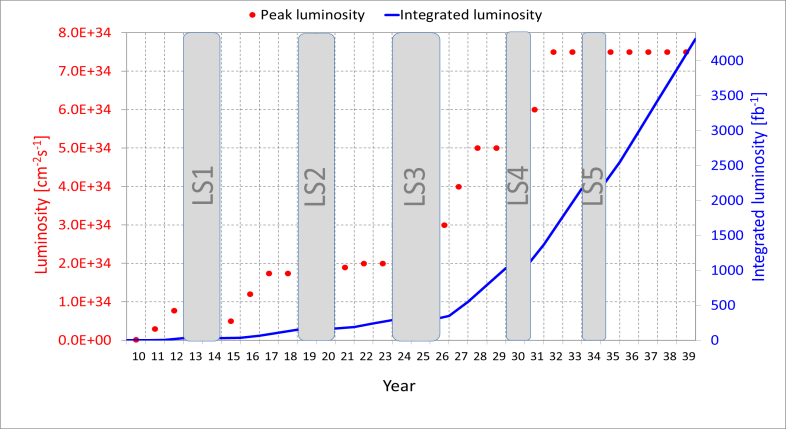 Peak luminosity Integrated luminosity
8.0E+34
7.0E+34
6.0E+34
5.0E+34
4.0E+34
3.0E+34
2.0E+34
1.0E+34
0.0E+00
Luminosity [cm⁻²s⁻¹]
LS1 LS2 LS3 LS4 LS5
4000
3500
3000
2500
2000
1500
1000
500
0
Integrated luminosity [fb⁻¹]
10 11 12 13 14 15 16 17 18 19 20 21 22 23 24 25 26 27 28 29 30 31 32 33 34 35 36 37 38 39
Year